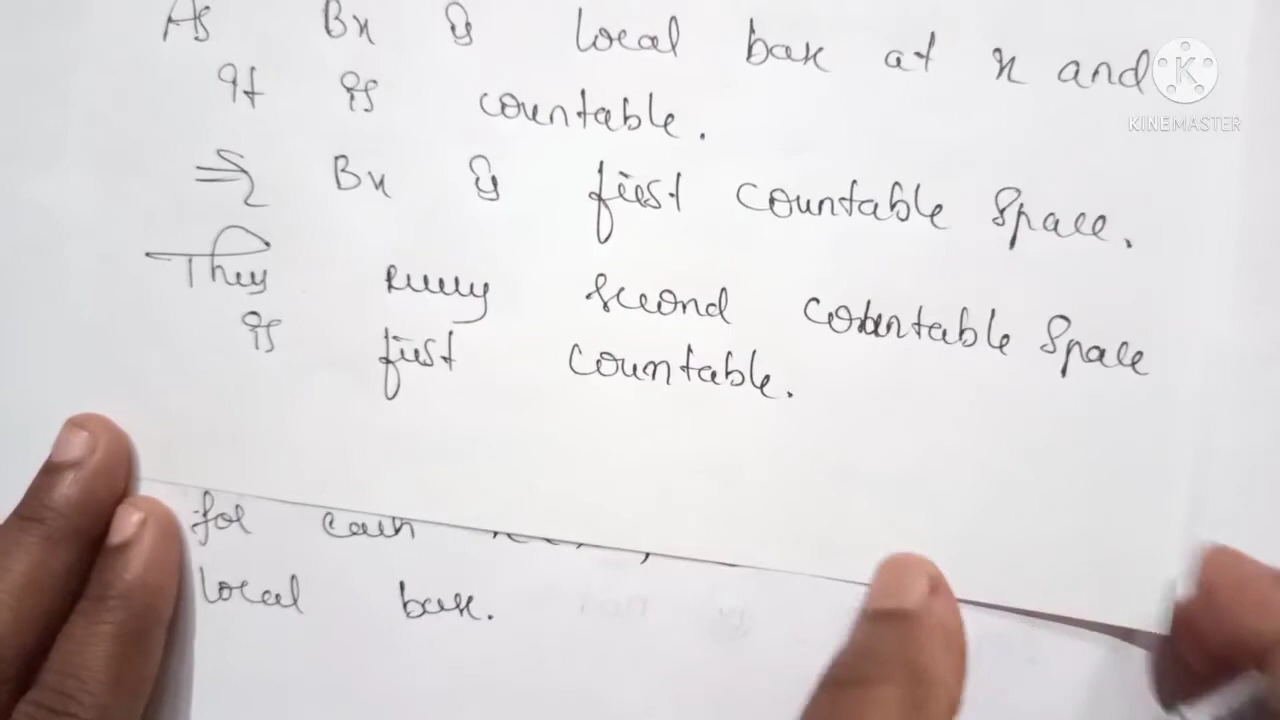 As Bx is local base at x and
it is countable.
⇒ Bx is first countable space.
Thus every second countable space
is first countable.
for each
local base.
K
KINEMASTER